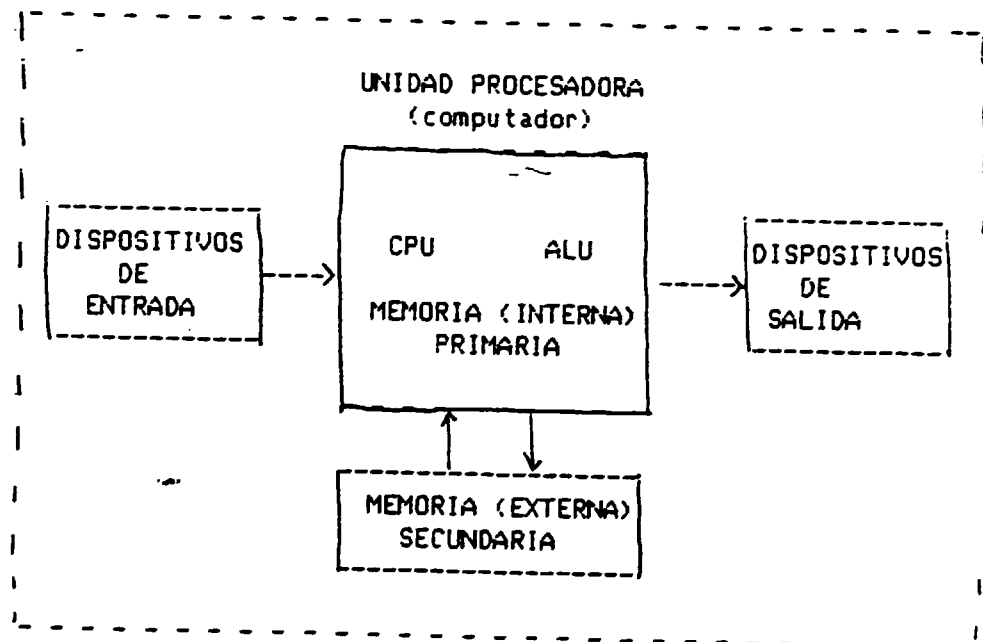 UNIDAD PROCESADORA
(computador)
DISPOSITIVOS
DE
ENTRADA
CPU ALU
MEMORIA (INTERNA)
PRIMARIA
DISPOSITIVOS
DE
SALIDA
MEMORIA (EXTERNA)
SECUNDARIA